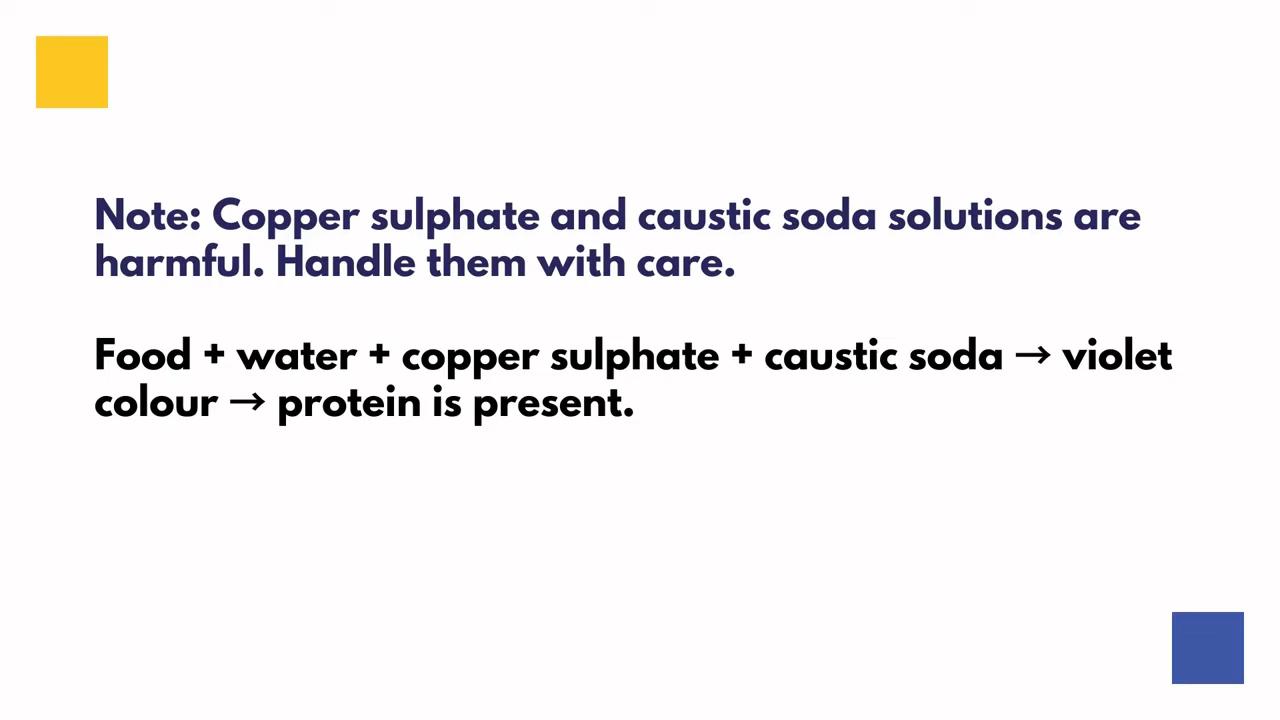 Note: Copper sulphate and caustic soda solutions are
harmful. Handle them with care.
Food + water + copper sulphate + caustic soda → violet
colour → protein is present.